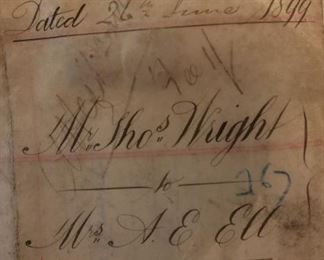 Dated 26th June 1899
Mr. Thos. Wright
to
Mrs. A. E. Ell